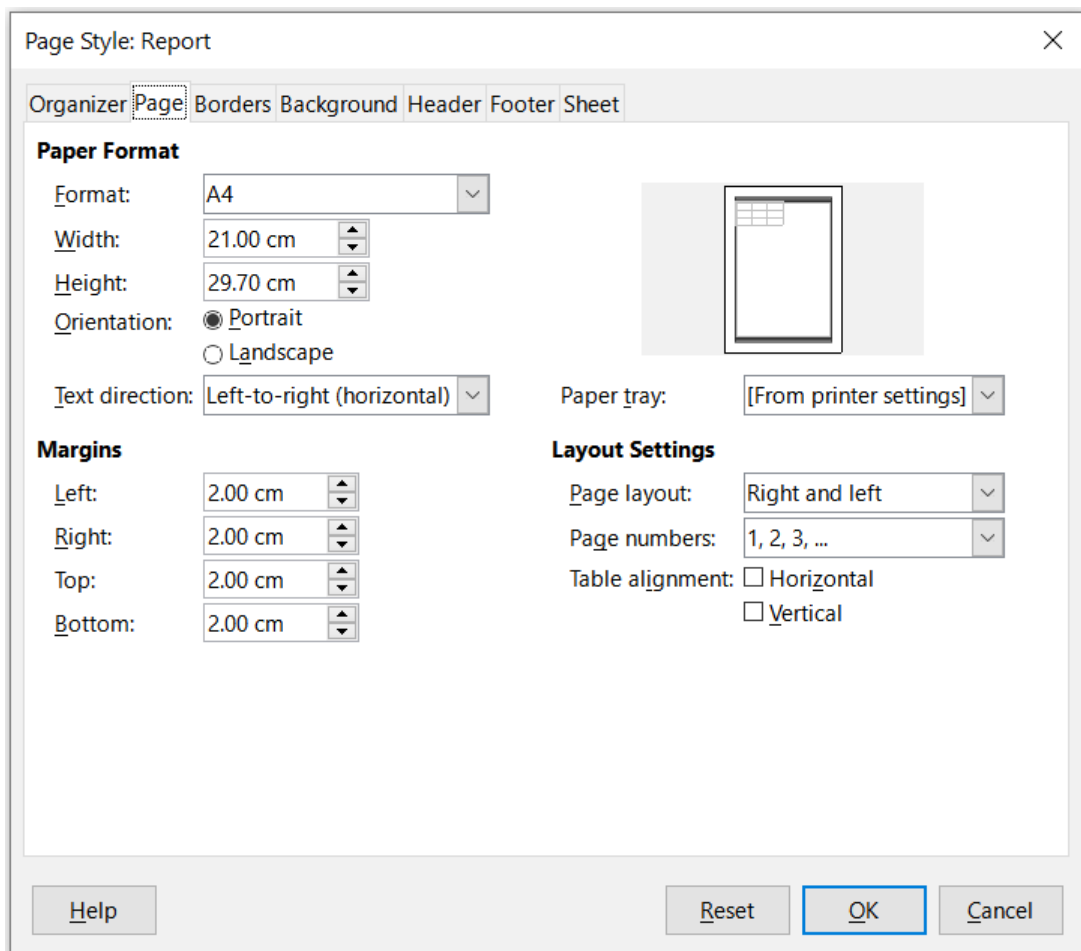 Page Style: Report
Organizer Page Borders Background Header Footer Sheet
Paper Format
Format: A4
Width: 21.00 cm
Height: 29.70 cm
Orientation: Portrait
Landscape
Text direction: Left-to-right (horizontal) Paper tray: [From printer settings]
Margins
Left: 2.00 cm
Right: 2.00 cm
Top: 2.00 cm
Bottom: 2.00 cm
Layout Settings
Page layout: Right and left
Page numbers: 1, 2, 3, ...
Table alignment: Horizontal
Vertical
Help Reset OK Cancel